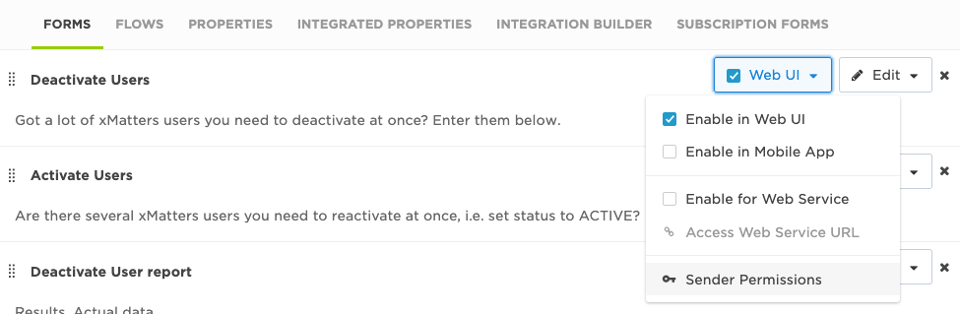 FORMS FLOWS PROPERTIES INTEGRATED PROPERTIES INTEGRATION BUILDER SUBSCRIPTION FORMS
Deactivate Users Web UI Edit
Got a lot of xMatters users you need to deactivate at once? Enter them below.
Enable in Web UI
Enable in Mobile App
Activate Users
Enable for Web Service
Are there several xMatters users you need to reactivate at once, i.e. set status to ACTIVE?
Access Web Service URL
Deactivate User report
Sender Permissions
Results. Actual data